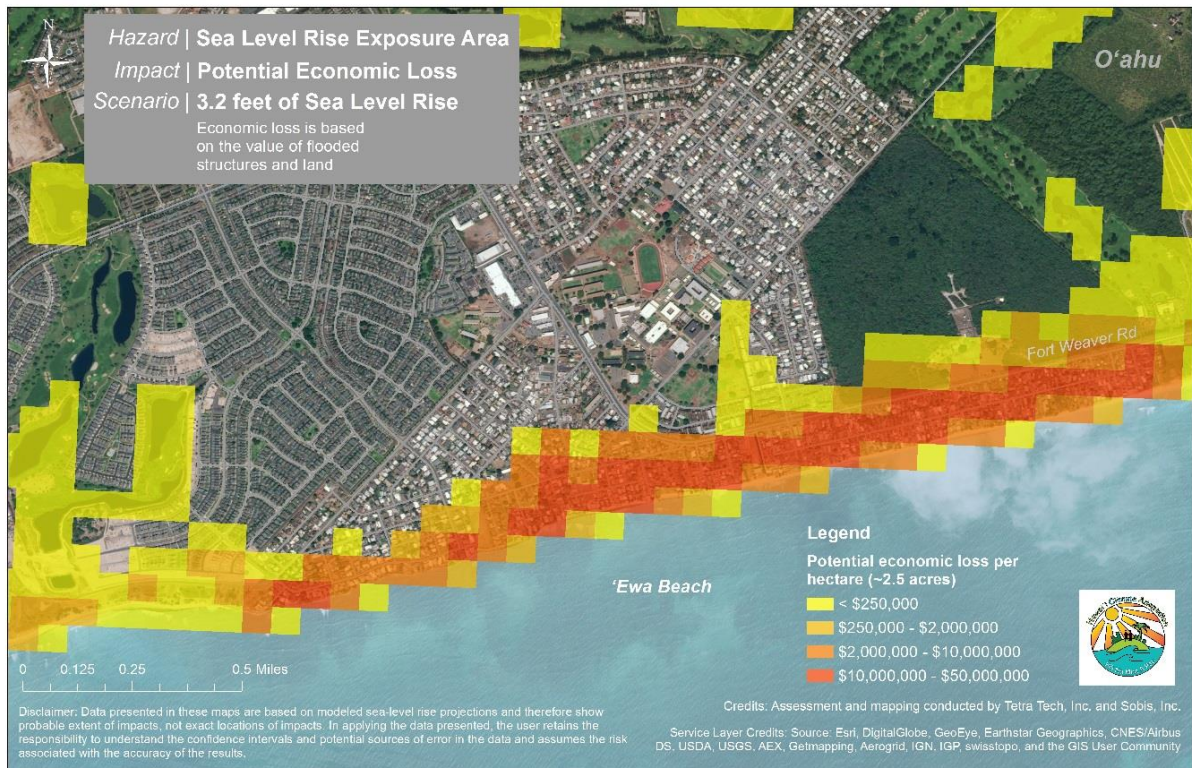 N
Hazard | Sea Level Rise Exposure Area
Impact | Potential Economic Loss
Scenario | 3.2 feet of Sea Level Rise
Economic loss is based
on the value of flooded
structures and land
Oʻahu
Fort Weaver Rd
ʻEwa Beach
Legend
Potential economic loss per
hectare (~2.5 acres)
< $250,000
$250,000 - $2,000,000
$2,000,000 - $10,000,000
$10,000,000 - $50,000,000
0 0.125 0.25 0.5 Miles
Disclaimer: Data presented in these maps are based on modeled sea-level rise projections and therefore show
probable extent of impacts, not exact locations of impacts. In applying the data presented, the user retains the
responsibility to understand the confidence intervals and potential sources of error in the data and assumes the risk
associated with the accuracy of the results.
Credits: Assessment and mapping conducted by Tetra Tech, Inc. and Sobis, Inc.
Service Layer Credits: Source: Esri, DigitalGlobe, GeoEye, Earthstar Geographics, CNES/Airbus
DS, USDA, USGS, AEX, Getmapping, Aerogrid, IGN, IGP, swisstopo, and the GIS User Community